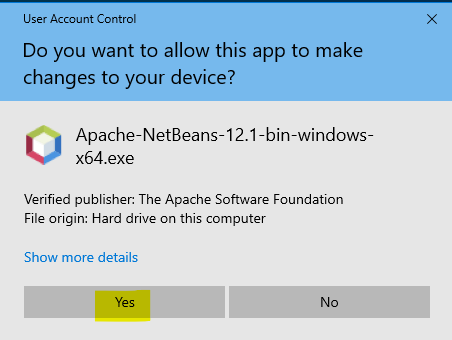 User Account Control
Do you want to allow this app to make
changes to your device?
Apache-NetBeans-12.1-bin-windows-
x64.exe
Verified publisher: The Apache Software Foundation
File origin: Hard drive on this computer
Show more details
Yes
No